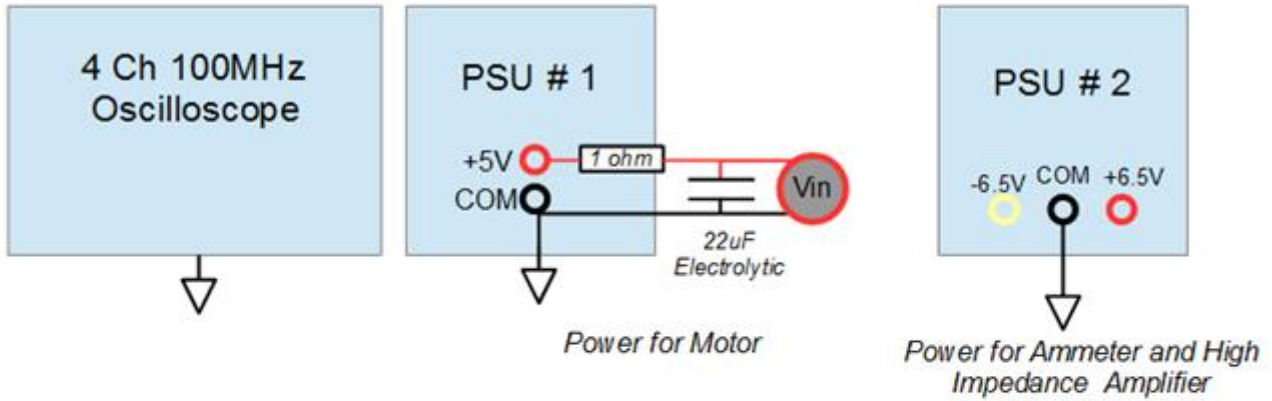 4 Ch 100MHz
Oscilloscope
PSU # 1
+5V
1 ohm
COM
Vin
22uF
Electrolytic
Power for Motor
PSU # 2
-6.5V COM +6.5V
Power for Ammeter and High
Impedance Amplifier